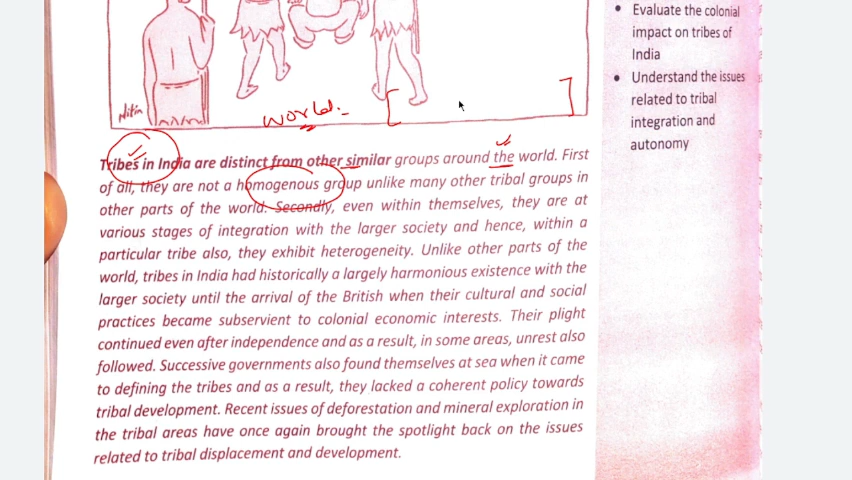 Nitin
world.
Tribes in India are distinct from other similar groups around the world. First
of all, they are not a homogenous group unlike many other tribal groups in
other parts of the world. Secondly, even within themselves, they are at
various stages of integration with the larger society and hence, within a
particular tribe also, they exhibit heterogeneity. Unlike other parts of the
world, tribes in India had historically a largely harmonious existence with the
larger society until the arrival of the British when their cultural and social
practices became subservient to colonial economic interests. Their plight
continued even after independence and as a result, in some areas, unrest also
followed. Successive governments also found themselves at sea when it came
to defining the tribes and as a result, they lacked a coherent policy towards
tribal development. Recent issues of deforestation and mineral exploration in
the tribal areas have once again brought the spotlight back on the issues
related to tribal displacement and development.
• Evaluate the colonial
impact on tribes of
India
• Understand the issues
related to tribal
integration and
autonomy